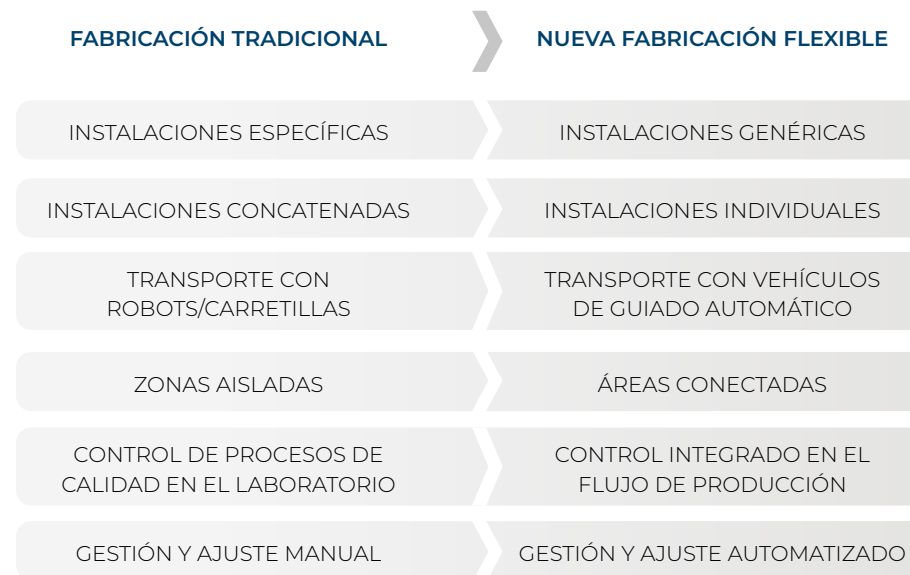 FABRICACIÓN TRADICIONAL
NUEVA FABRICACIÓN FLEXIBLE
INSTALACIONES ESPECÍFICAS
INSTALACIONES GENÉRICAS
INSTALACIONES CONCATENADAS
INSTALACIONES INDIVIDUALES
TRANSPORTE CON
ROBOTS/CARRETILLAS
TRANSPORTE CON VEHÍCULOS
DE GUIADO AUTOMÁTICO
ZONAS AISLADAS
ÁREAS CONECTADAS
CONTROL DE PROCESOS DE
CALIDAD EN EL LABORATORIO
CONTROL INTEGRADO EN EL
FLUJO DE PRODUCCIÓN
GESTIÓN Y AJUSTE MANUAL
GESTIÓN Y AJUSTE AUTOMATIZADO